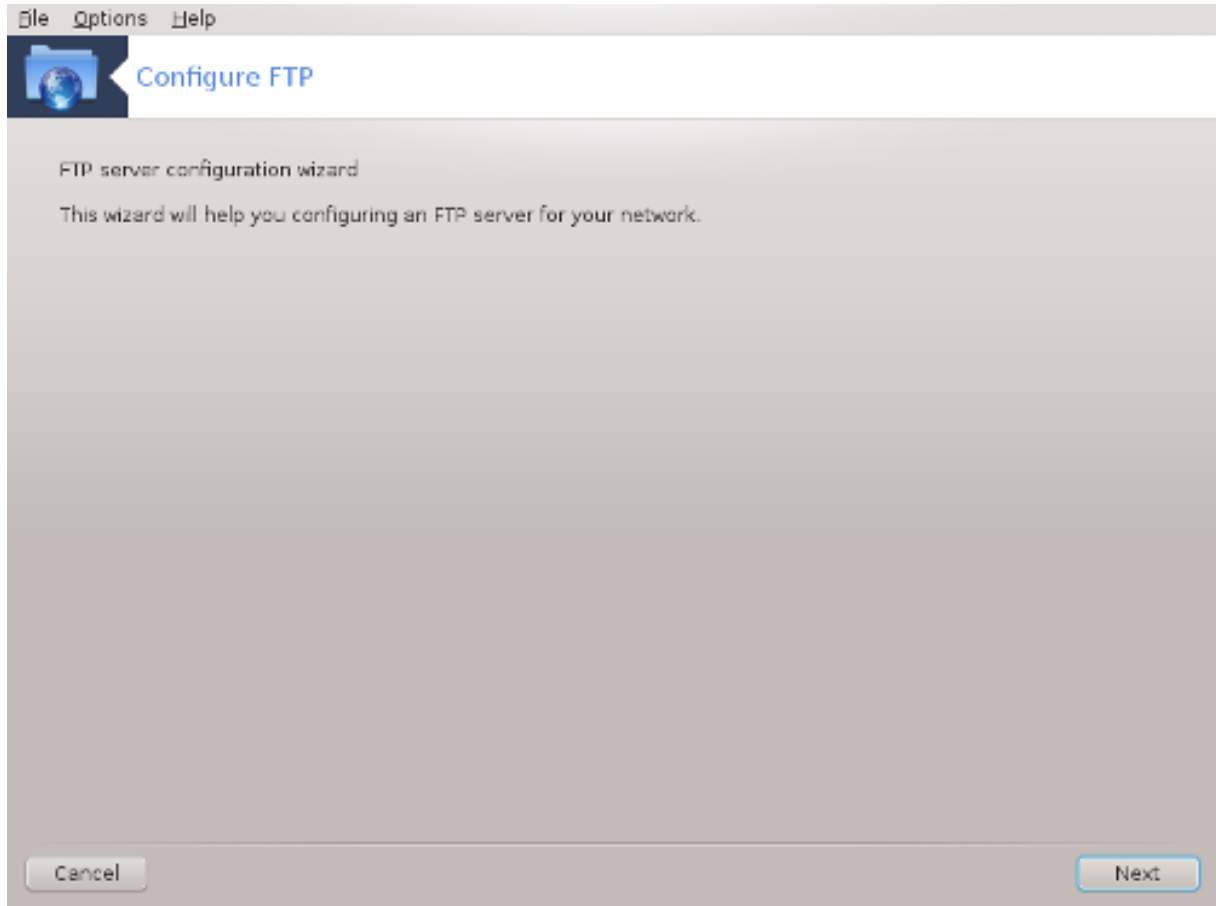 File Options Help
Configure FTP
FTP server configuration wizard
This wizard will help you configuring an FTP server for your network.
Cancel Next